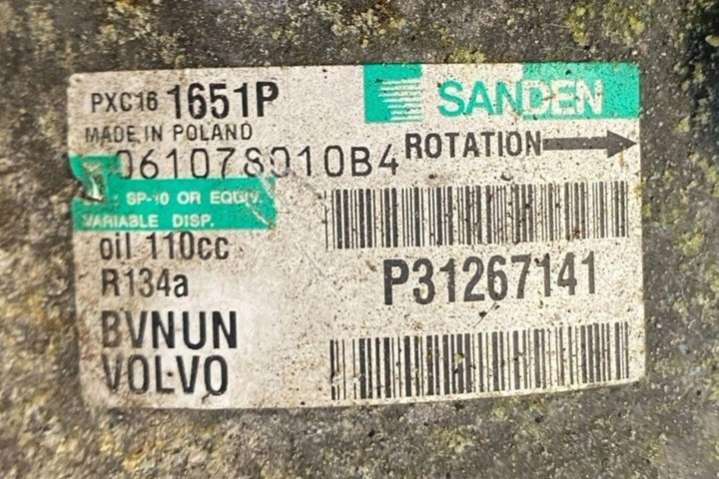 PXC16 1651P
SANDEN
MADE IN POLAND
061078010B4
ROTATION
SP-10 OR EQUIV.
VARIABLE DISP.
oil 110cc
R134a
P31267141
BVNUN
VOLVO